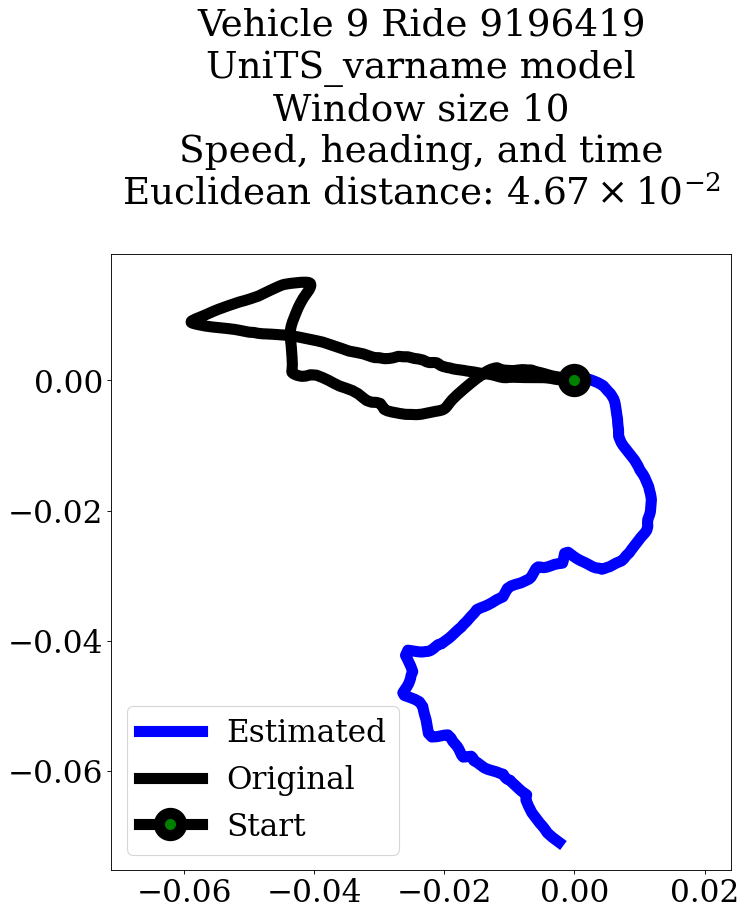 Vehicle 9 Ride 9196419
UniTS_varname model
Window size 10
Speed, heading, and time
Euclidean distance: 4.67 × 10⁻²
0.00
−0.02
−0.04
−0.06
Estimated
Original
Start
−0.06 −0.04 −0.02 0.00 0.02